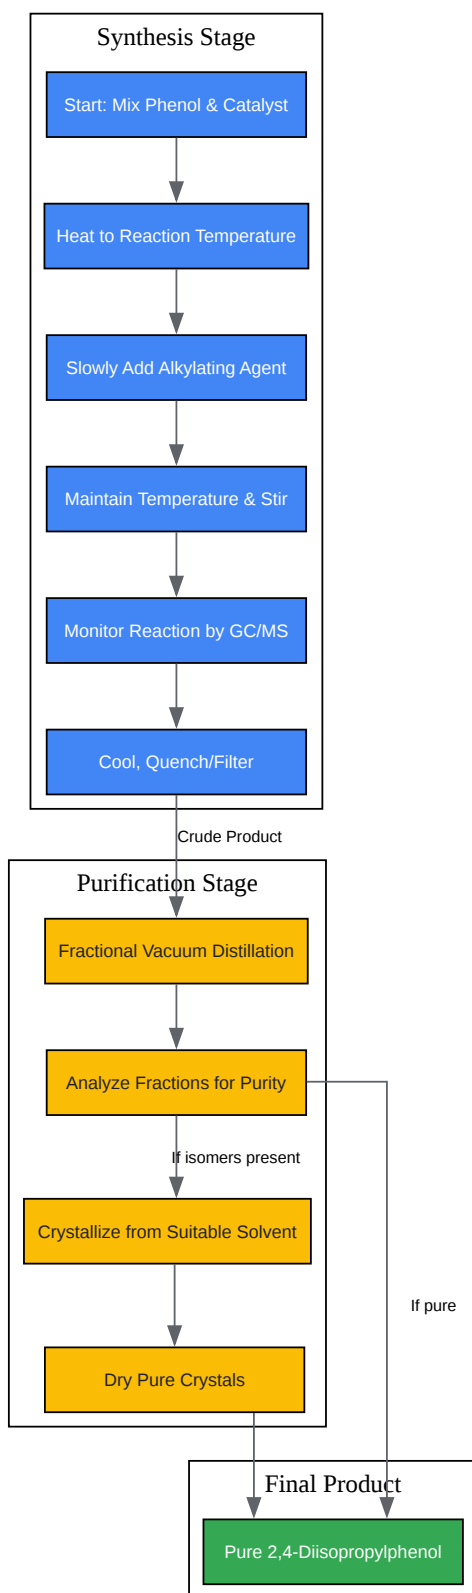 Synthesis Stage
Start: Mix Phenol & Catalyst
Heat to Reaction Temperature
Slowly Add Alkylating Agent
Maintain Temperature & Stir
Monitor Reaction by GC/MS
Cool, Quench/Filter
Crude Product
Purification Stage
Fractional Vacuum Distillation
Analyze Fractions for Purity
If isomers present
Crystallize from Suitable Solvent
If pure
Dry Pure Crystals
Final Product
Pure 2,4-Diisopropylphenol